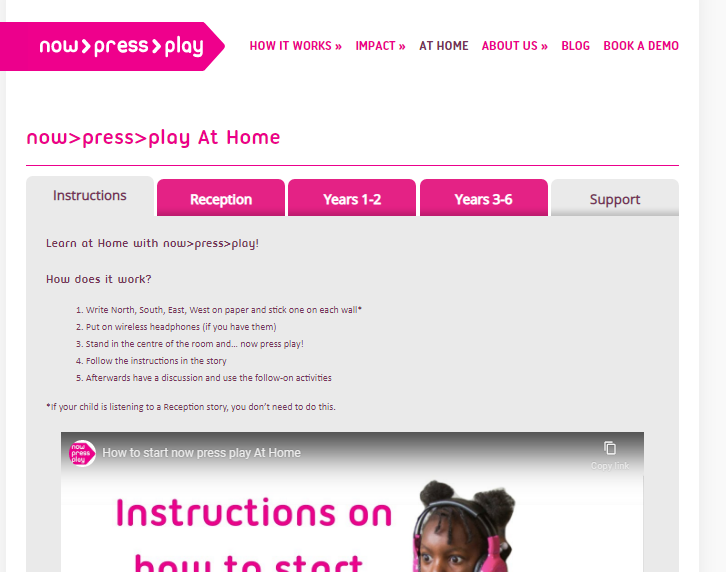 now>press>play
HOW IT WORKS » IMPACT » AT HOME ABOUT US » BLOG BOOK A DEMO
now>press>play At Home
Instructions Reception Years 1-2 Years 3-6 Support
Learn at Home with now>press>play!
How does it work?
1. Write North, South, East, West on paper and stick one on each wall*
2. Put on wireless headphones (if you have them)
3. Stand in the centre of the room and... now press play!
4. Follow the instructions in the story
5. Afterwards have a discussion and use the follow-on activities
*If your child is listening to a Reception story, you don't need to do this.
now
press
play
How to start now press play At Home
Copy link
Instructions on
how to start